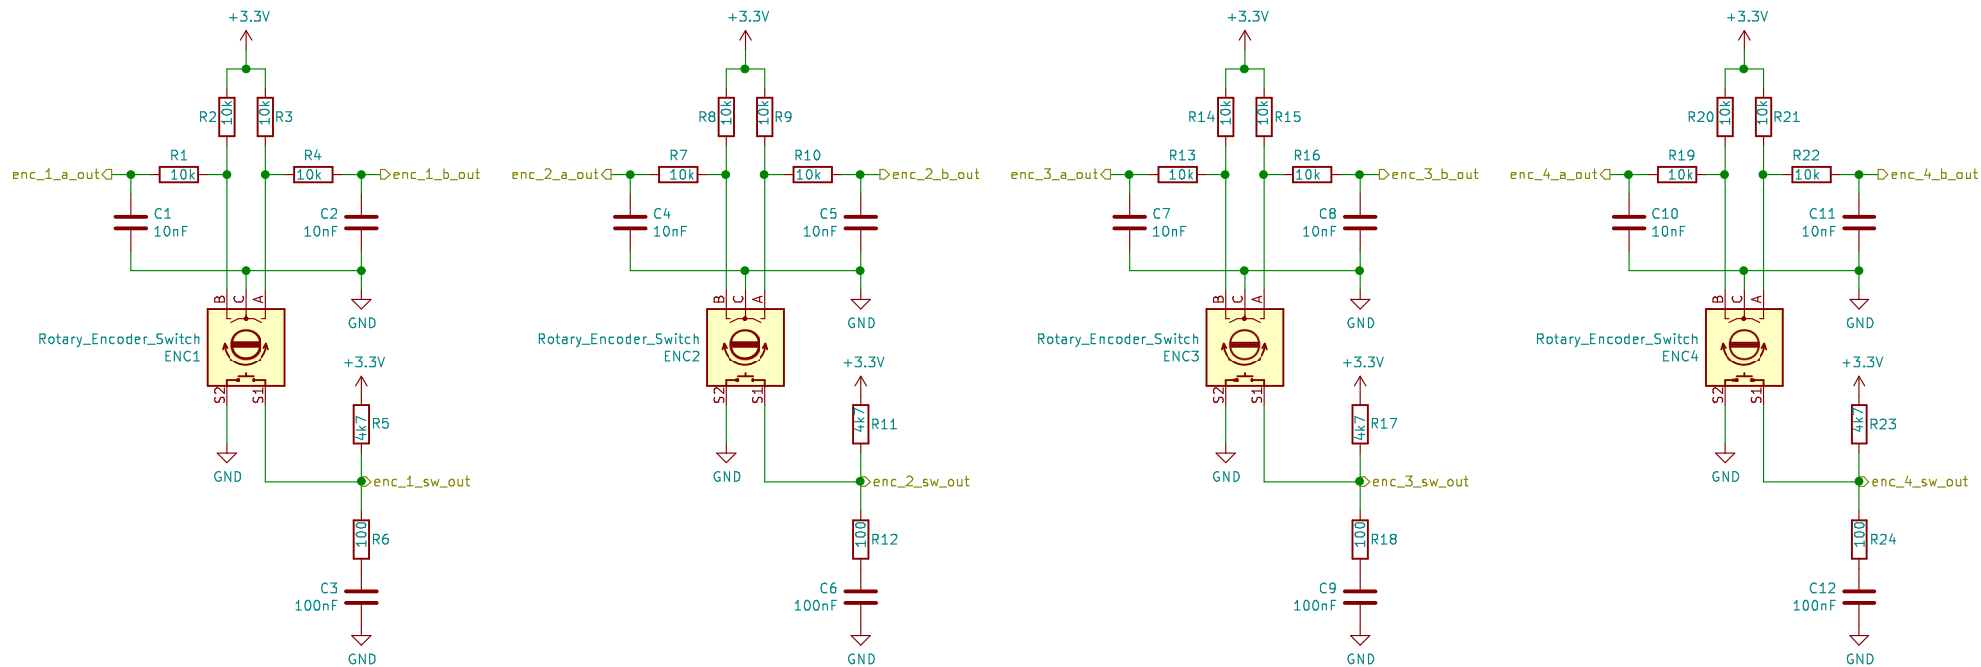 +3.3V
R2
10k
10k
R3
enc_1_a_out
R1
10k
R4
10k
enc_1_b_out
C1
10nF
C2
10nF
B
C
A
GND
Rotary_Encoder_Switch
ENC1
S2
S1
GND
+3.3V
4k7
R5
enc_1_sw_out
100
R6
C3
100nF
GND
+3.3V
R8
10k
10k
R9
enc_2_a_out
R7
10k
R10
10k
enc_2_b_out
C4
10nF
C5
10nF
B
C
A
GND
Rotary_Encoder_Switch
ENC2
S2
S1
GND
+3.3V
4k7
R11
enc_2_sw_out
100
R12
C6
100nF
GND
+3.3V
R14
10k
10k
R15
enc_3_a_out
R13
10k
R16
10k
enc_3_b_out
C7
10nF
C8
10nF
B
C
A
GND
Rotary_Encoder_Switch
ENC3
S2
S1
GND
+3.3V
4k7
R17
enc_3_sw_out
100
R18
C9
100nF
GND
+3.3V
R20
10k
10k
R21
enc_4_a_out
R19
10k
R22
10k
enc_4_b_out
C10
10nF
C11
10nF
B
C
A
GND
Rotary_Encoder_Switch
ENC4
S2
S1
GND
+3.3V
4k7
R23
enc_4_sw_out
100
R24
C12
100nF
GND